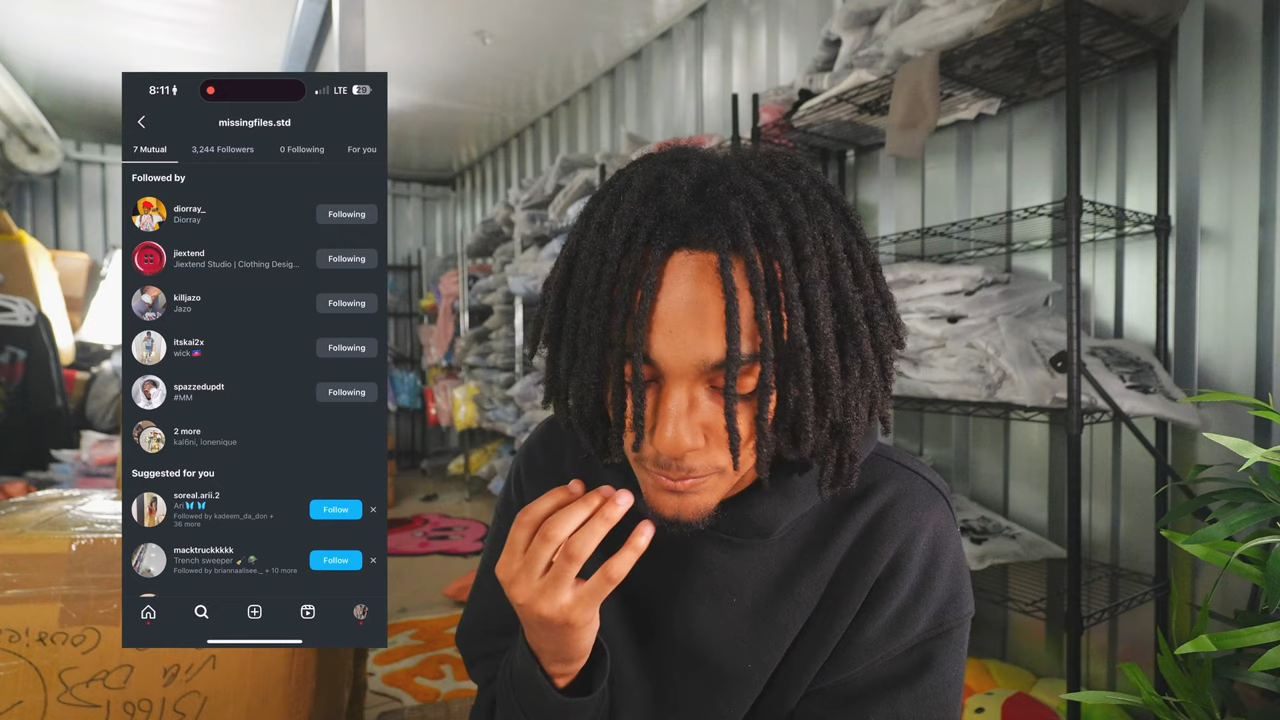 8:11
LTE 29
missingfiles.std
7 Mutual 3,244 Followers 0 Following For you
Followed by
diorray_
Diorray
Following
jiextend
Jiextend Studio | Clothing Desig...
Following
killjazo
Jazo
Following
itskai2x
wick🇭🇹
Following
spazzedupdt
#MM
Following
2 more
kal6ni, lonenique
Suggested for you
soreal.arii.2
Ari🦋 🦋
Followed by kadeem_da_don +
36 more
Follow
macktruckkkkk
Trench sweeper
Followed by briannaalisee._ + 10 more
Follow